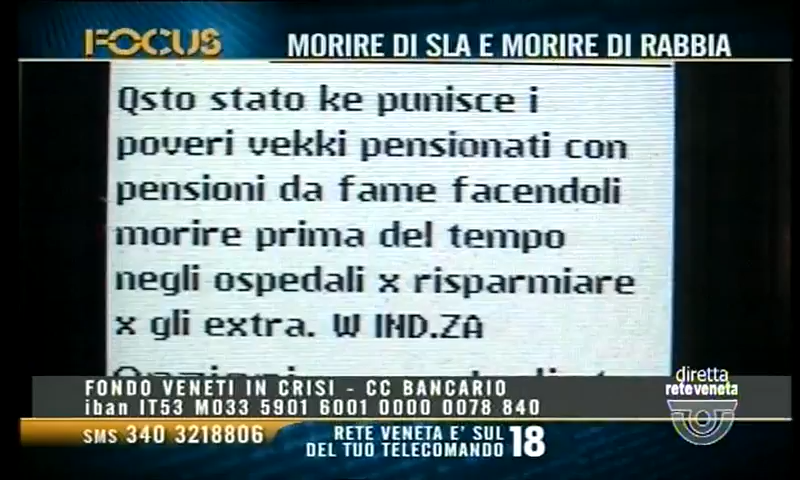 FOCUS
MORIRE DI SLA E MORIRE DI RABBIA
Qsto stato ke punisce i
poveri vekki pensionati con
pensioni da fame facendoli
morire prima del tempo
negli ospedali x risparmiare
x gli extra. W IND.ZA
FONDO VENETI IN CRISI - CC BANCARIO
iban IT53 M033 5901 6001 0000 0078 840
diretta
reteveneta
SMS 340 3218806
RETE VENETA E' SUL
DEL TUO TELECOMANDO 18